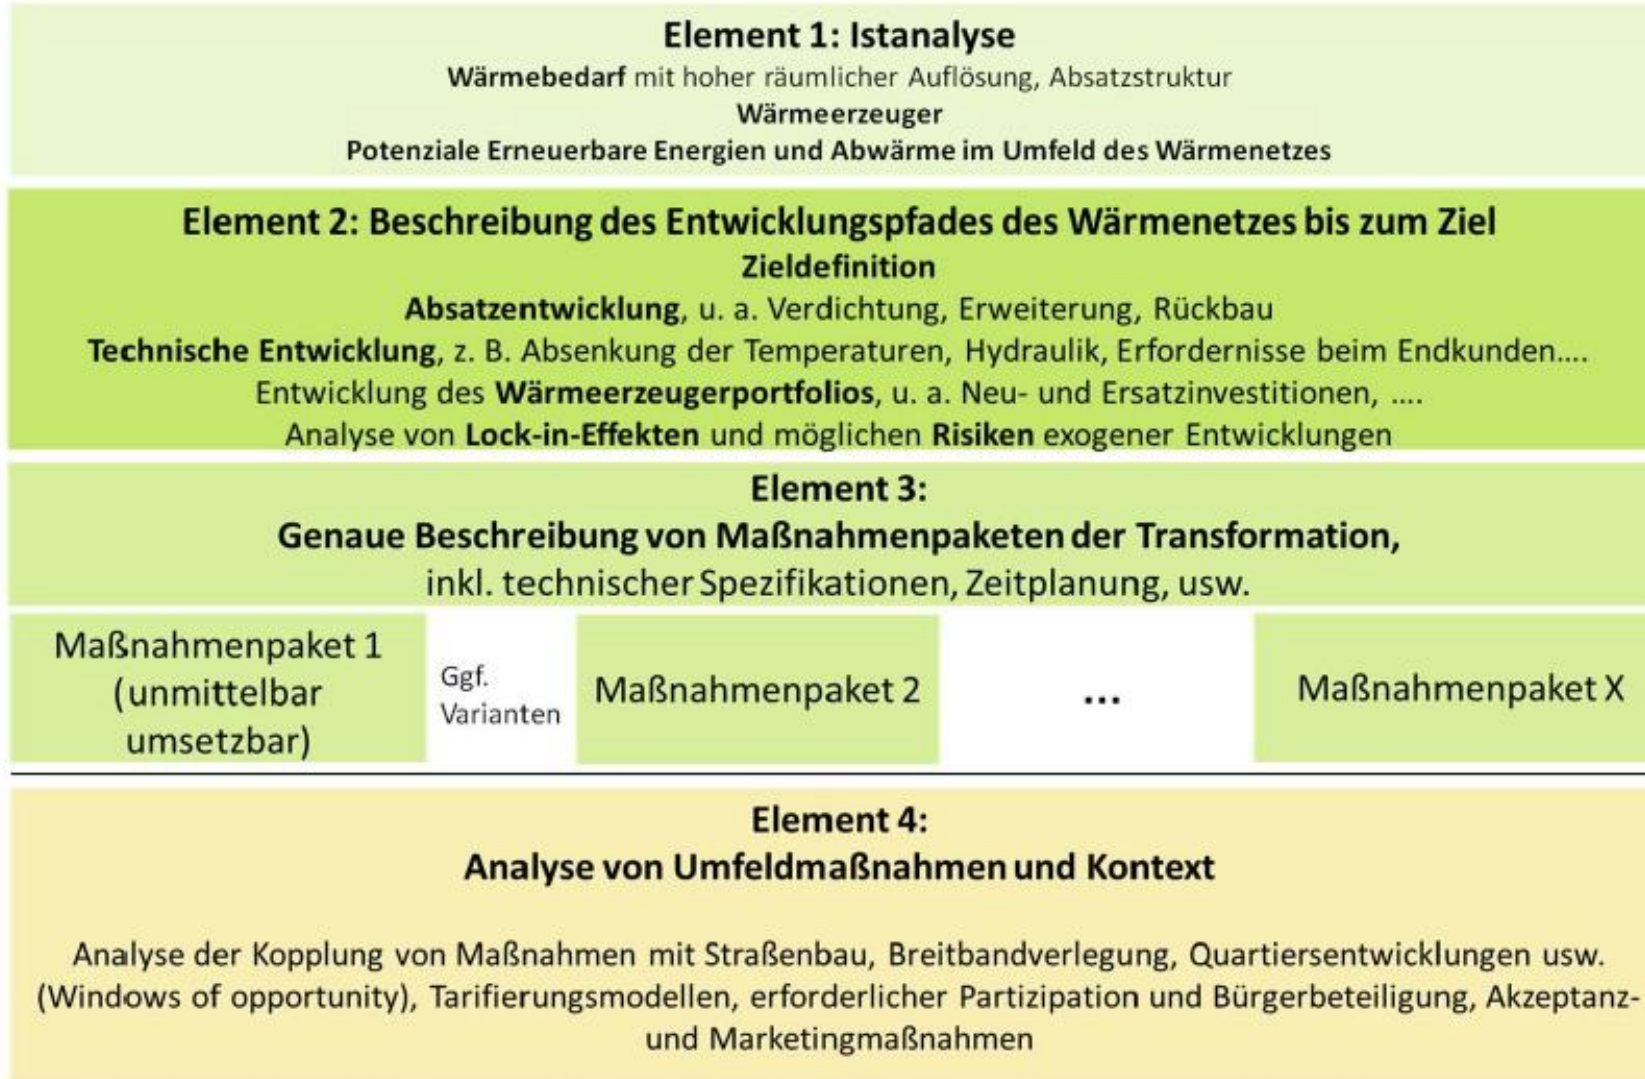 Element 1: Istanalyse
Wärmebedarf mit hoher räumlicher Auflösung, Absatzstruktur
Wärmeerzeuger
Potenziale Erneuerbare Energien und Abwärme im Umfeld des Wärmenetzes
Element 2: Beschreibung des Entwicklungspfades des Wärmenetzes bis zum Ziel
Zieldefinition
Absatzentwicklung, u. a. Verdichtung, Erweiterung, Rückbau
Technische Entwicklung, z. B. Absenkung der Temperaturen, Hydraulik, Erfordernisse beim Endkunden....
Entwicklung des Wärmeerzeugerportfolios, u. a. Neu- und Ersatzinvestitionen, ....
Analyse von Lock-in-Effekten und möglichen Risiken exogener Entwicklungen
Element 3:
Genaue Beschreibung von Maßnahmenpaketen der Transformation,
inkl. technischer Spezifikationen, Zeitplanung, usw.
Maßnahmenpaket 1
(unmittelbar
umsetzbar)
Ggf.
Varianten
Maßnahmenpaket 2
...
Maßnahmenpaket X
Element 4:
Analyse von Umfeldmaßnahmen und Kontext
Analyse der Kopplung von Maßnahmen mit Straßenbau, Breitbandverlegung, Quartiersentwicklungen usw.
(Windows of opportunity), Tarifierungsmodellen, erforderlicher Partizipation und Bürgerbeteiligung, Akzeptanz-
und Marketingmaßnahmen